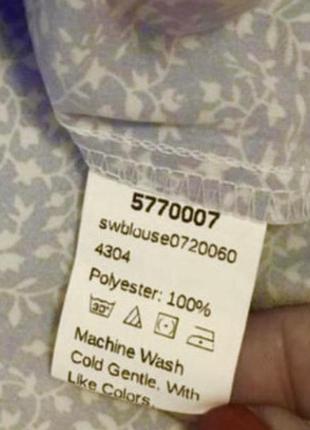 5770007
swblouse0720060
4304
Polyester: 100%
30°
Machine Wash
Cold Gentle. With
Like Colors.